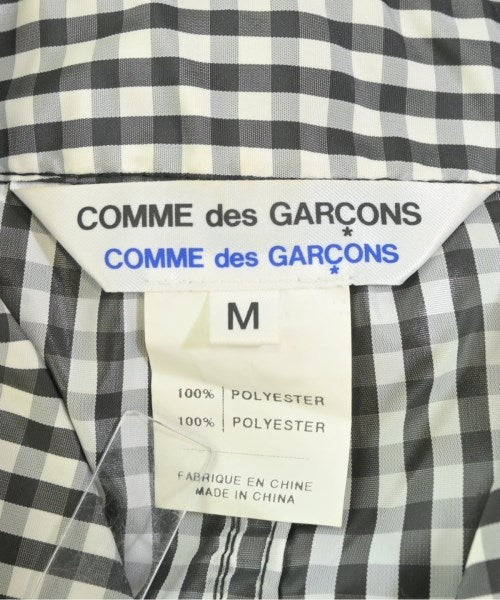 COMME des GARÇONS
*
COMME des GARÇONS
*
M
100% POLYESTER
100% POLYESTER
FABRIQUE EN CHINE
MADE IN CHINA